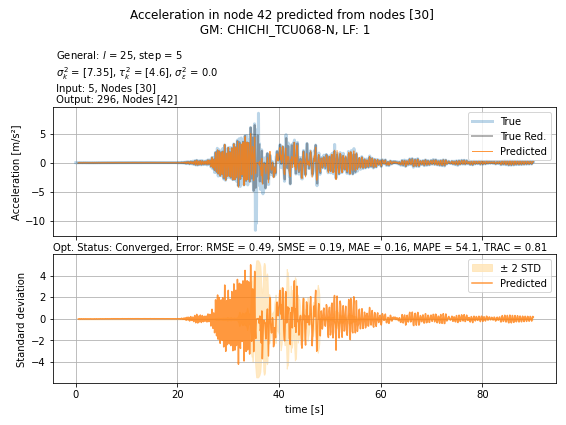 Acceleration in node 42 predicted from nodes [30]
GM: CHICHI_TCU068-N, LF: 1
General: l = 25, step = 5
σ²ₖ = [7.35], τ²ₖ = [4.6], σ²ε = 0.0
Input: 5, Nodes [30]
Output: 296, Nodes [42]
True
True Red.
Predicted
Acceleration [m/s²]
5
0
−5
−10
Opt. Status: Converged, Error: RMSE = 0.49, SMSE = 0.19, MAE = 0.16, MAPE = 54.1, TRAC = 0.81
± 2 STD
Predicted
Standard deviation
4
2
0
−2
−4
0 20 40 60 80
time [s]